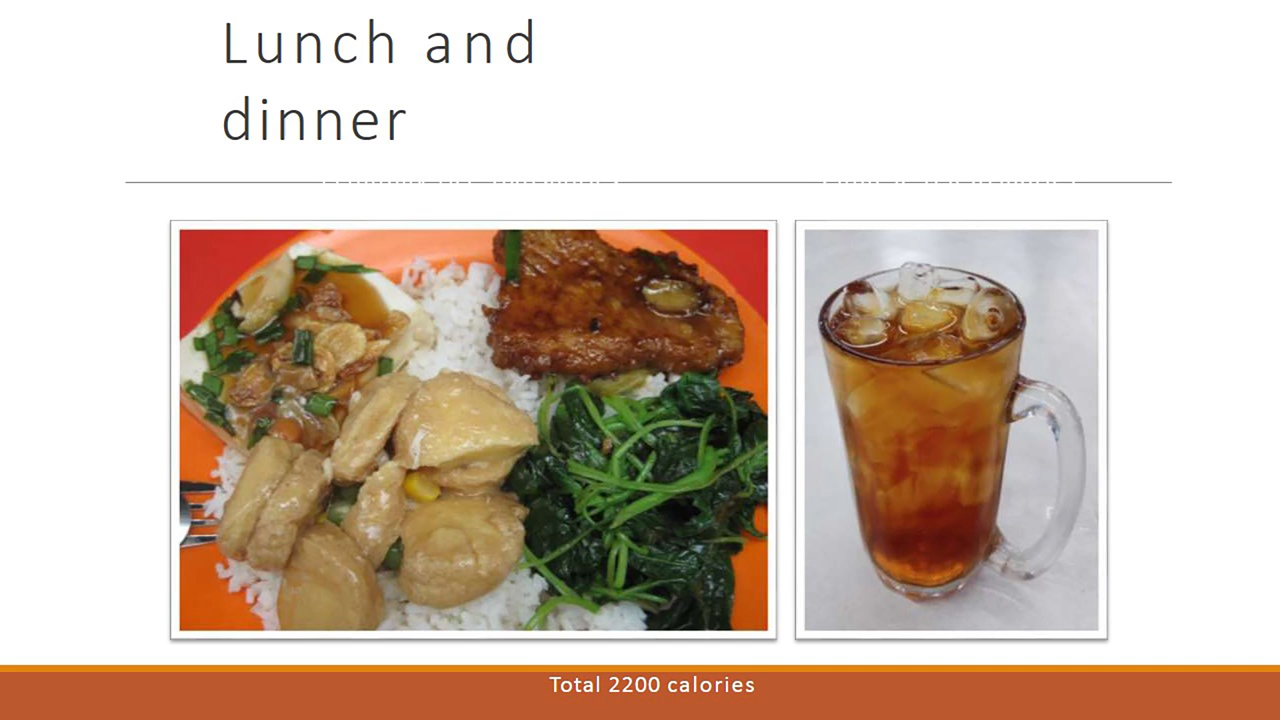 Lunch and
dinner
Total 2200 calories